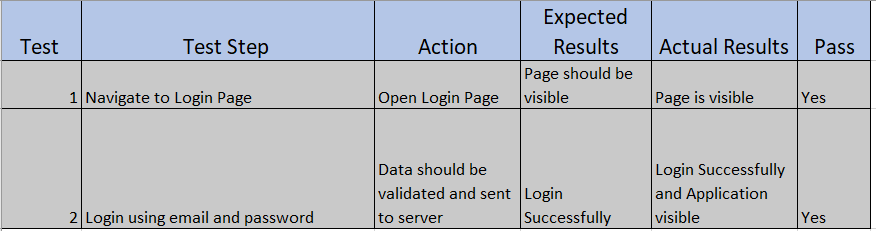 Test Test Step Action Expected Results Actual Results Pass
1 Navigate to Login Page Open Login Page Page should be visible Page is visible Yes
2 Login using email and password Data should be validated and sent to server Login Successfully Login Successfully and Application visible Yes